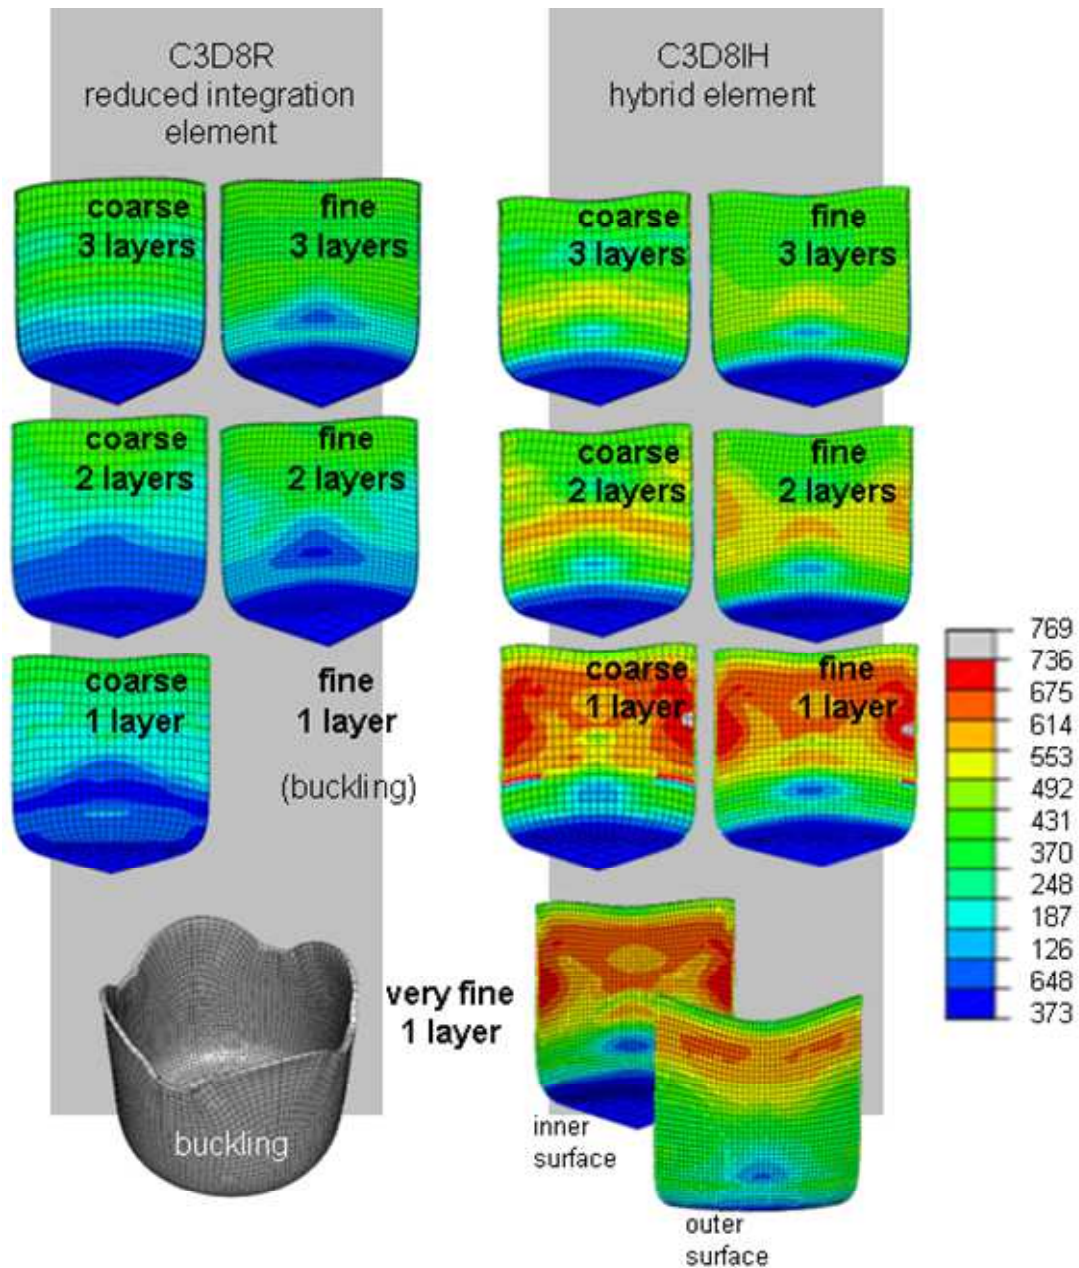 C3D8R
reduced integration
element
C3D8IH
hybrid element
coarse
3 layers
fine
3 layers
coarse
3 layers
fine
3 layers
coarse
2 layers
fine
2 layers
coarse
2 layers
fine
2 layers
coarse
1 layer
fine
1 layer
(buckling)
coarse
1 layer
fine
1 layer
769
736
675
614
553
492
431
370
248
187
126
648
373
buckling
very fine
1 layer
inner
surface
outer
surface